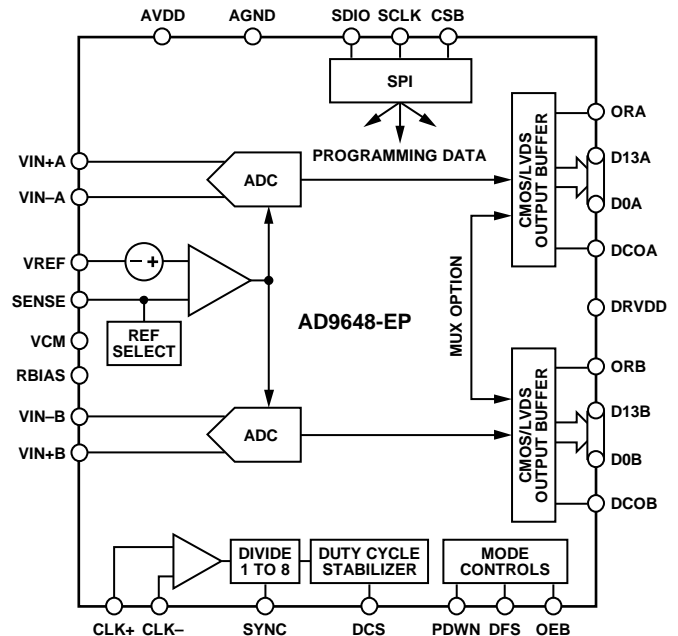 AVDD AGND SDIO SCLK CSB
SPI
PROGRAMMING DATA
VIN+A
VIN–A
ADC
CMOS/LVDS
OUTPUT BUFFER
ORA
D13A
D0A
DCOA
VREF
– +
SENSE
REF
SELECT
VCM
RBIAS
AD9648-EP
MUX OPTION
DRVDD
VIN–B
VIN+B
ADC
CMOS/LVDS
OUTPUT BUFFER
ORB
D13B
D0B
DCOB
DIVIDE
1 TO 8
DUTY CYCLE
STABILIZER
MODE
CONTROLS
CLK+ CLK– SYNC DCS PDWN DFS OEB